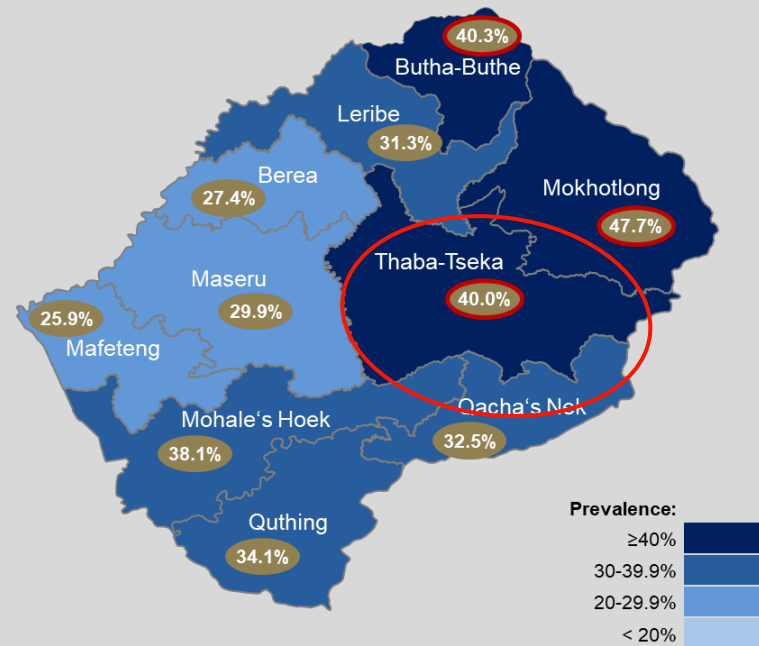 40.3%
Butha-Buthe
Leribe
31.3%
Berea
27.4%
Mokhotlong
47.7%
Thaba-Tseka
40.0%
Maseru
29.9%
25.9%
Mafeteng
Qacha‘s Nek
32.5%
Mohale‘s Hoek
38.1%
Quthing
34.1%
Prevalence:
≥40%
30-39.9%
20-29.9%
< 20%